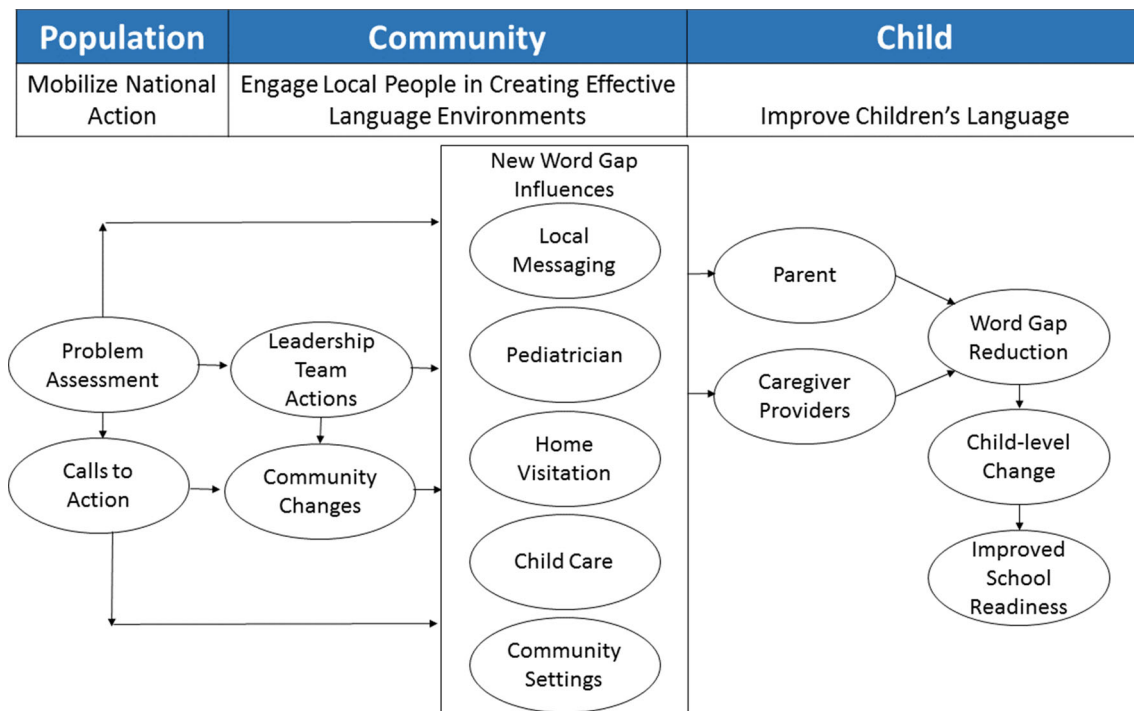 Population
Community
Child
Mobilize National
Action
Engage Local People in Creating Effective
Language Environments
Improve Children's Language
New Word Gap
Influences
Local
Messaging
Pediatrician
Home
Visitation
Child Care
Community
Settings
Problem
Assessment
Calls to
Action
Leadership
Team
Actions
Community
Changes
Parent
Caregiver
Providers
Word Gap
Reduction
Child-level
Change
Improved
School
Readiness